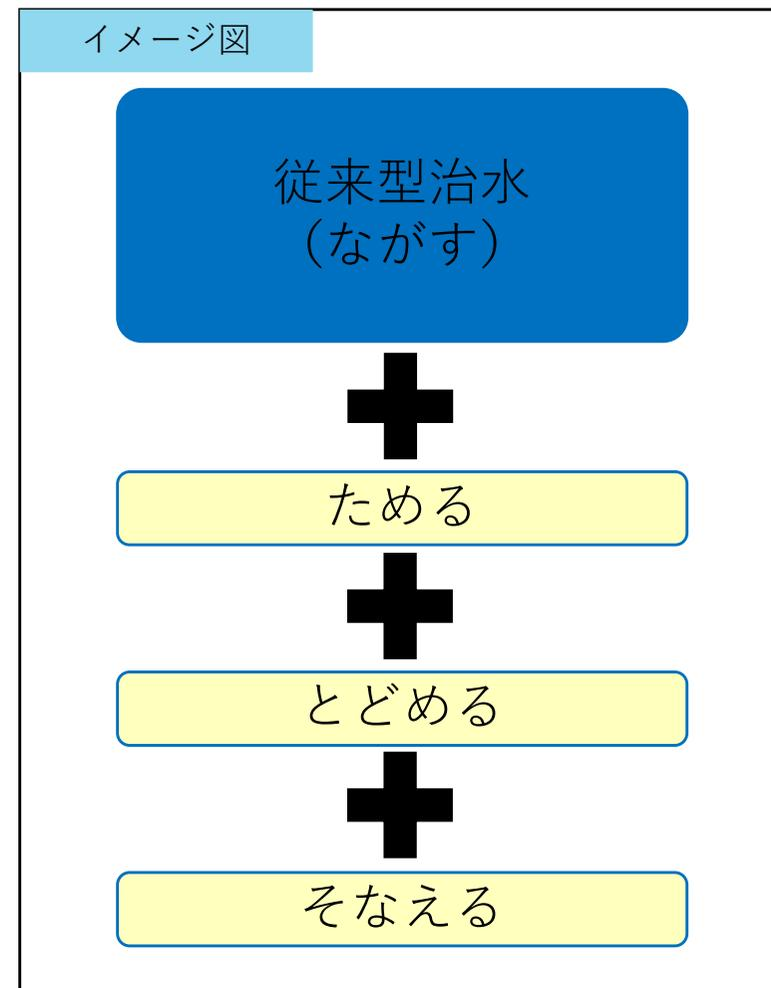 イメージ図
従来型治水
（ながす）
ためる
とどめる
そなえる